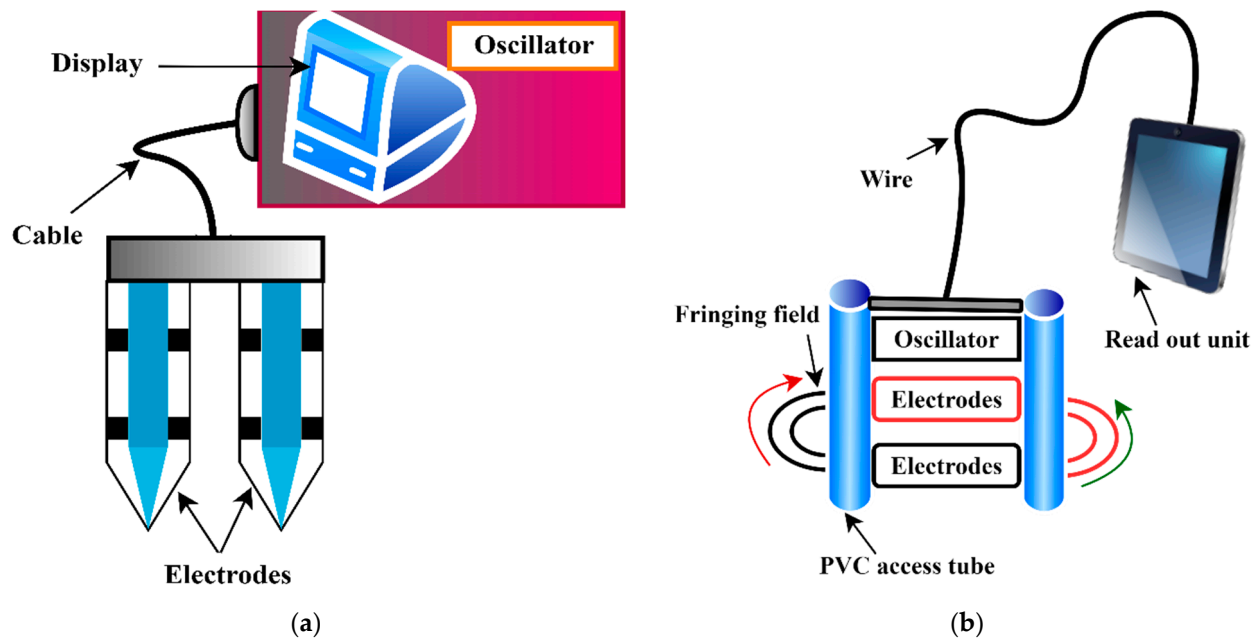 Display
Oscillator
Cable
Electrodes
(a)
Wire
Fringing field
Read out unit
Oscillator
Electrodes
Electrodes
PVC access tube
(b)